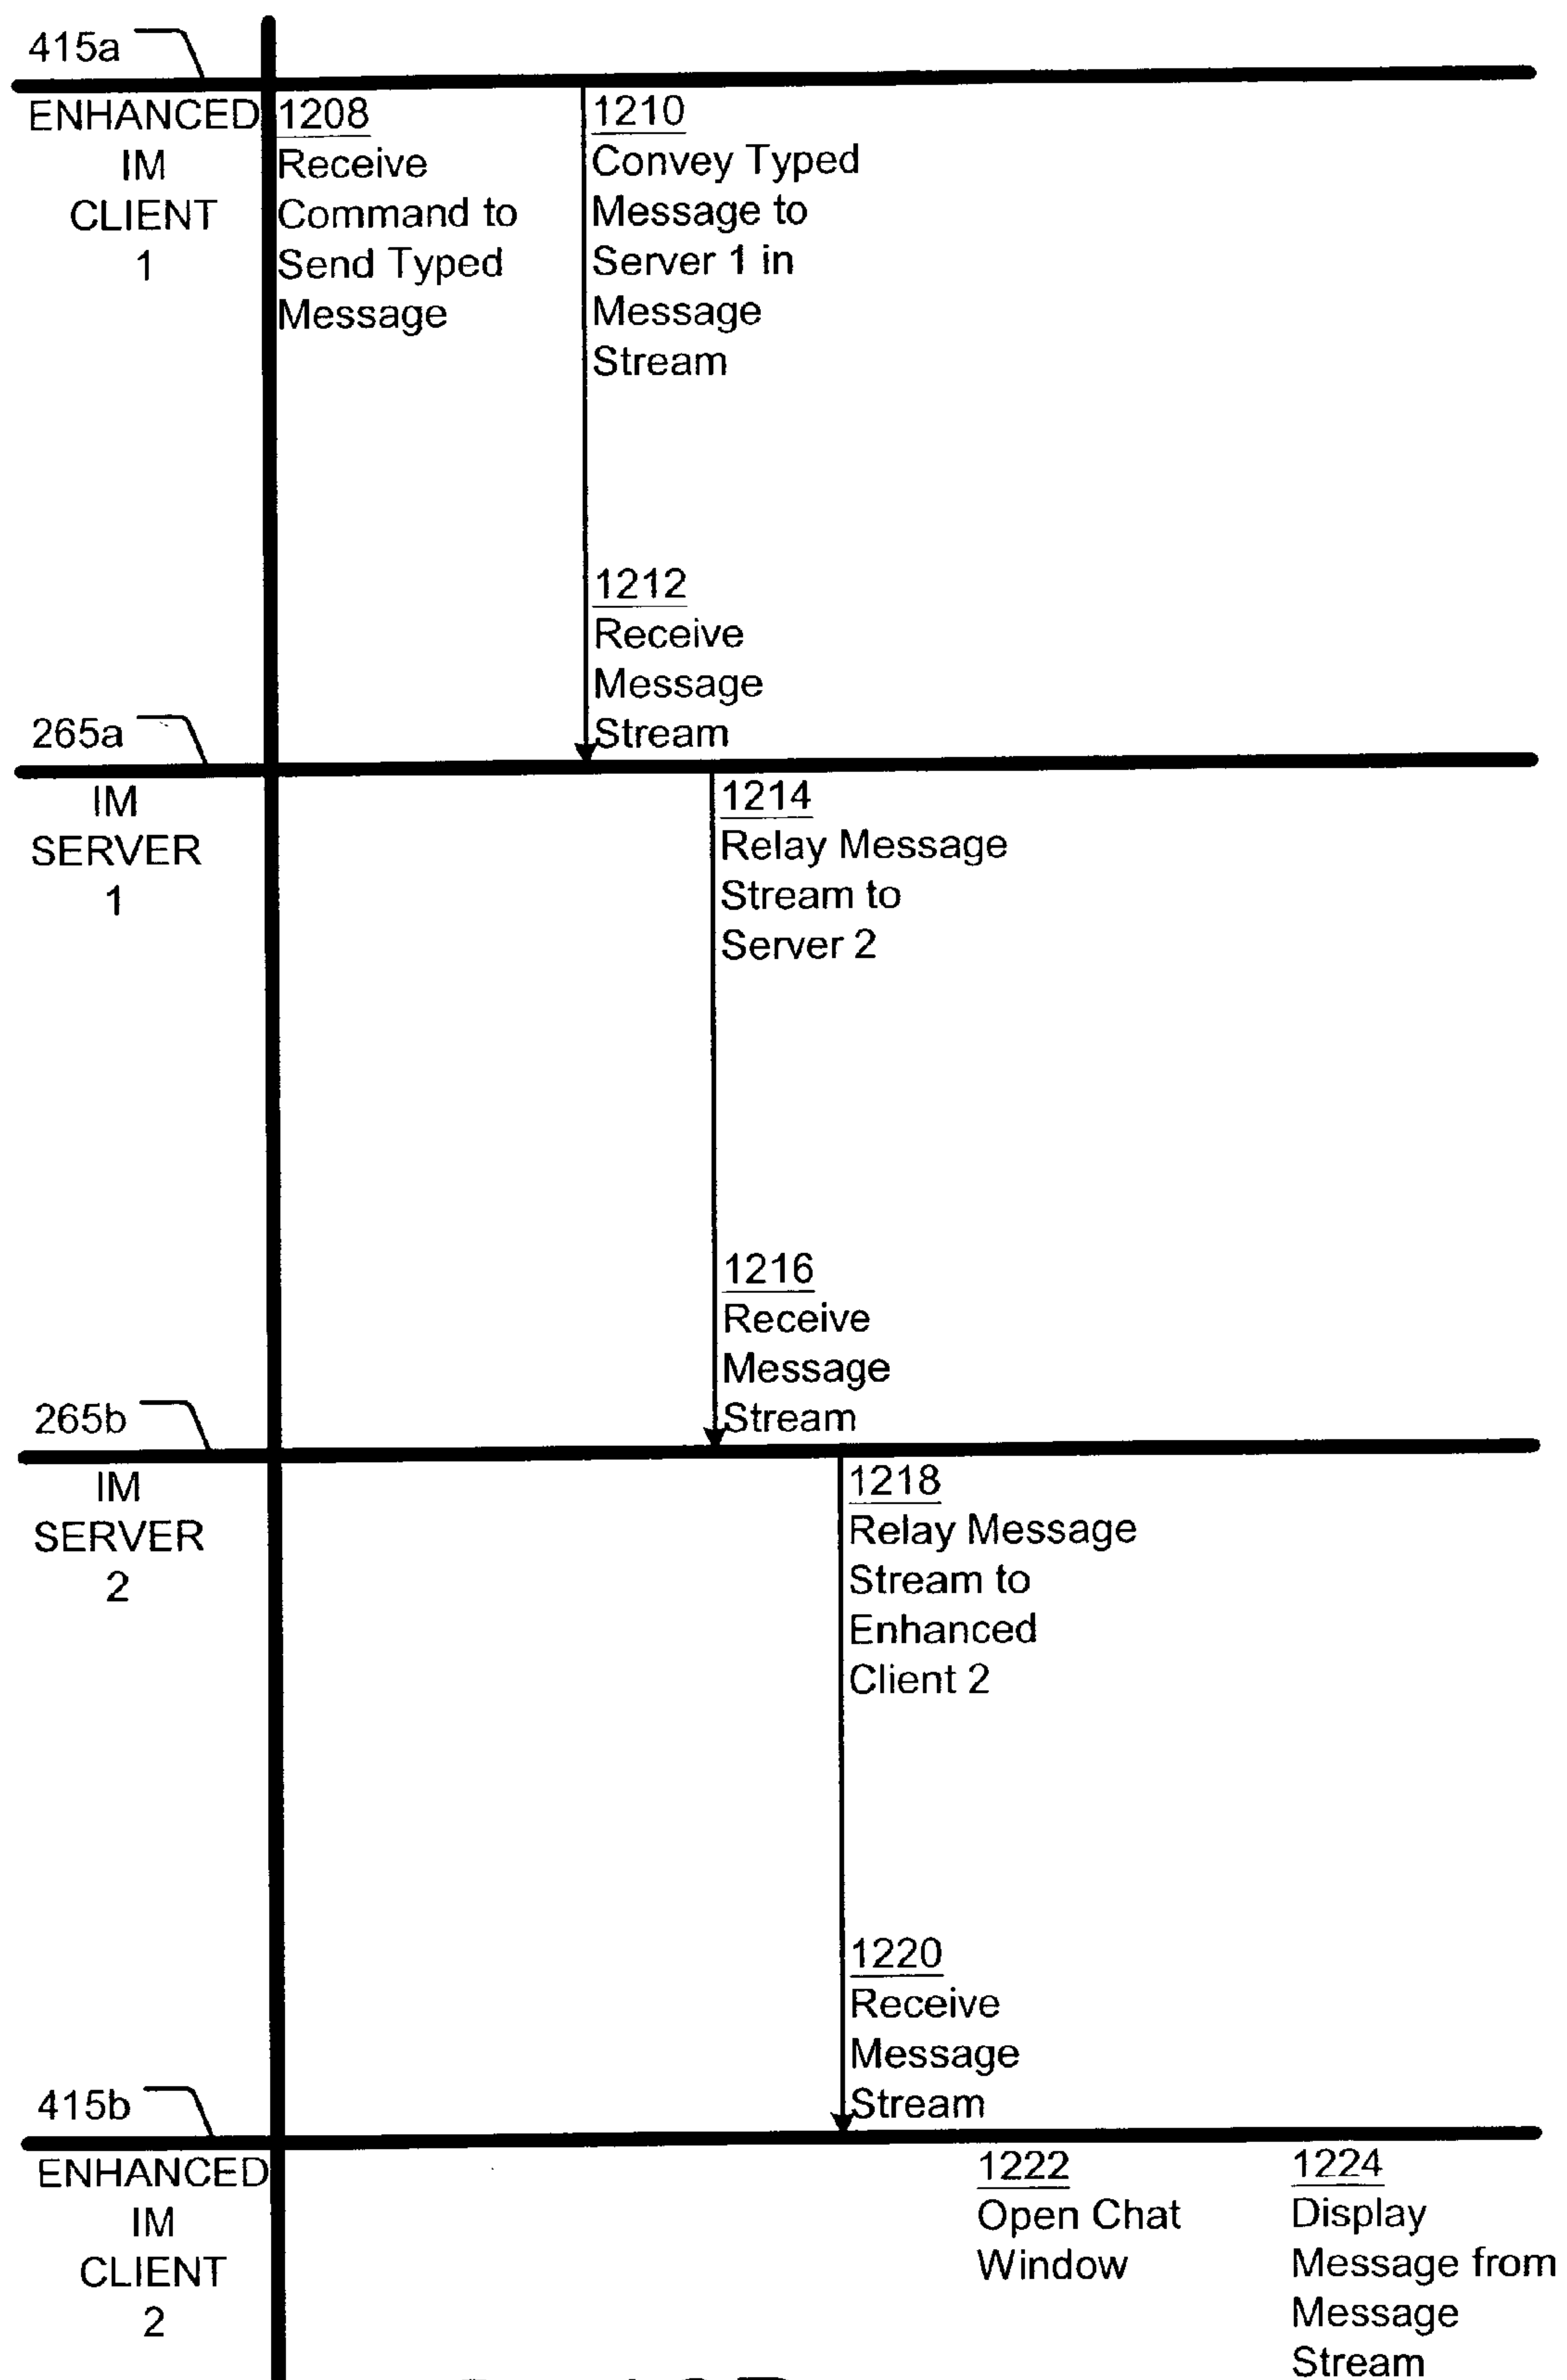 415a
ENHANCED
IM
CLIENT
1
1208
Receive
Command to
Send Typed
Message
1210
Convey Typed
Message to
Server 1 in
Message
Stream
1212
Receive
Message
Stream
265a
IM
SERVER
1
1214
Relay Message
Stream to
Server 2
1216
Receive
Message
Stream
265b
IM
SERVER
2
1218
Relay Message
Stream to
Enhanced
Client 2
1220
Receive
Message
Stream
415b
ENHANCED
IM
CLIENT
2
1222
Open Chat
Window
1224
Display
Message from
Message
Stream